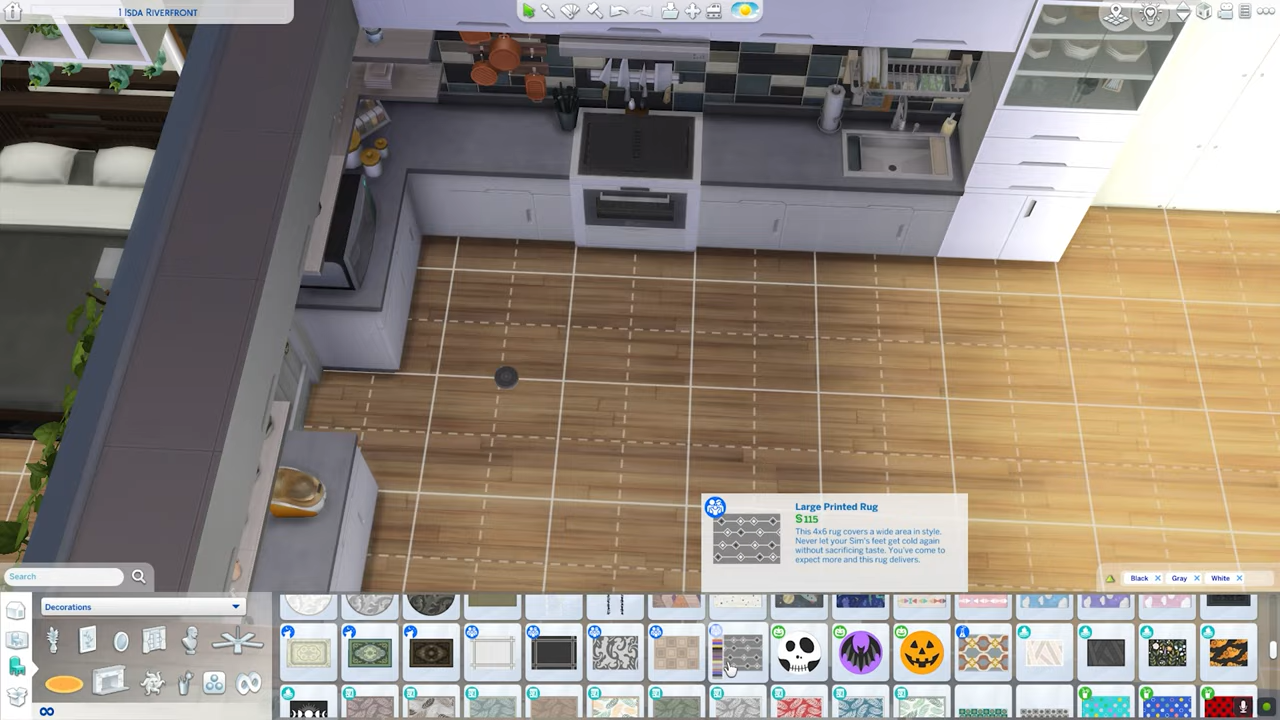 1 Isda Riverfront
Large Printed Rug
$115
This 4x6 rug covers a wide area in style.
Never let your Sim's feet get cold again
without sacrificing taste. You've come to
expect more and this rug delivers.
Search
Black
Gray
White
Decorations